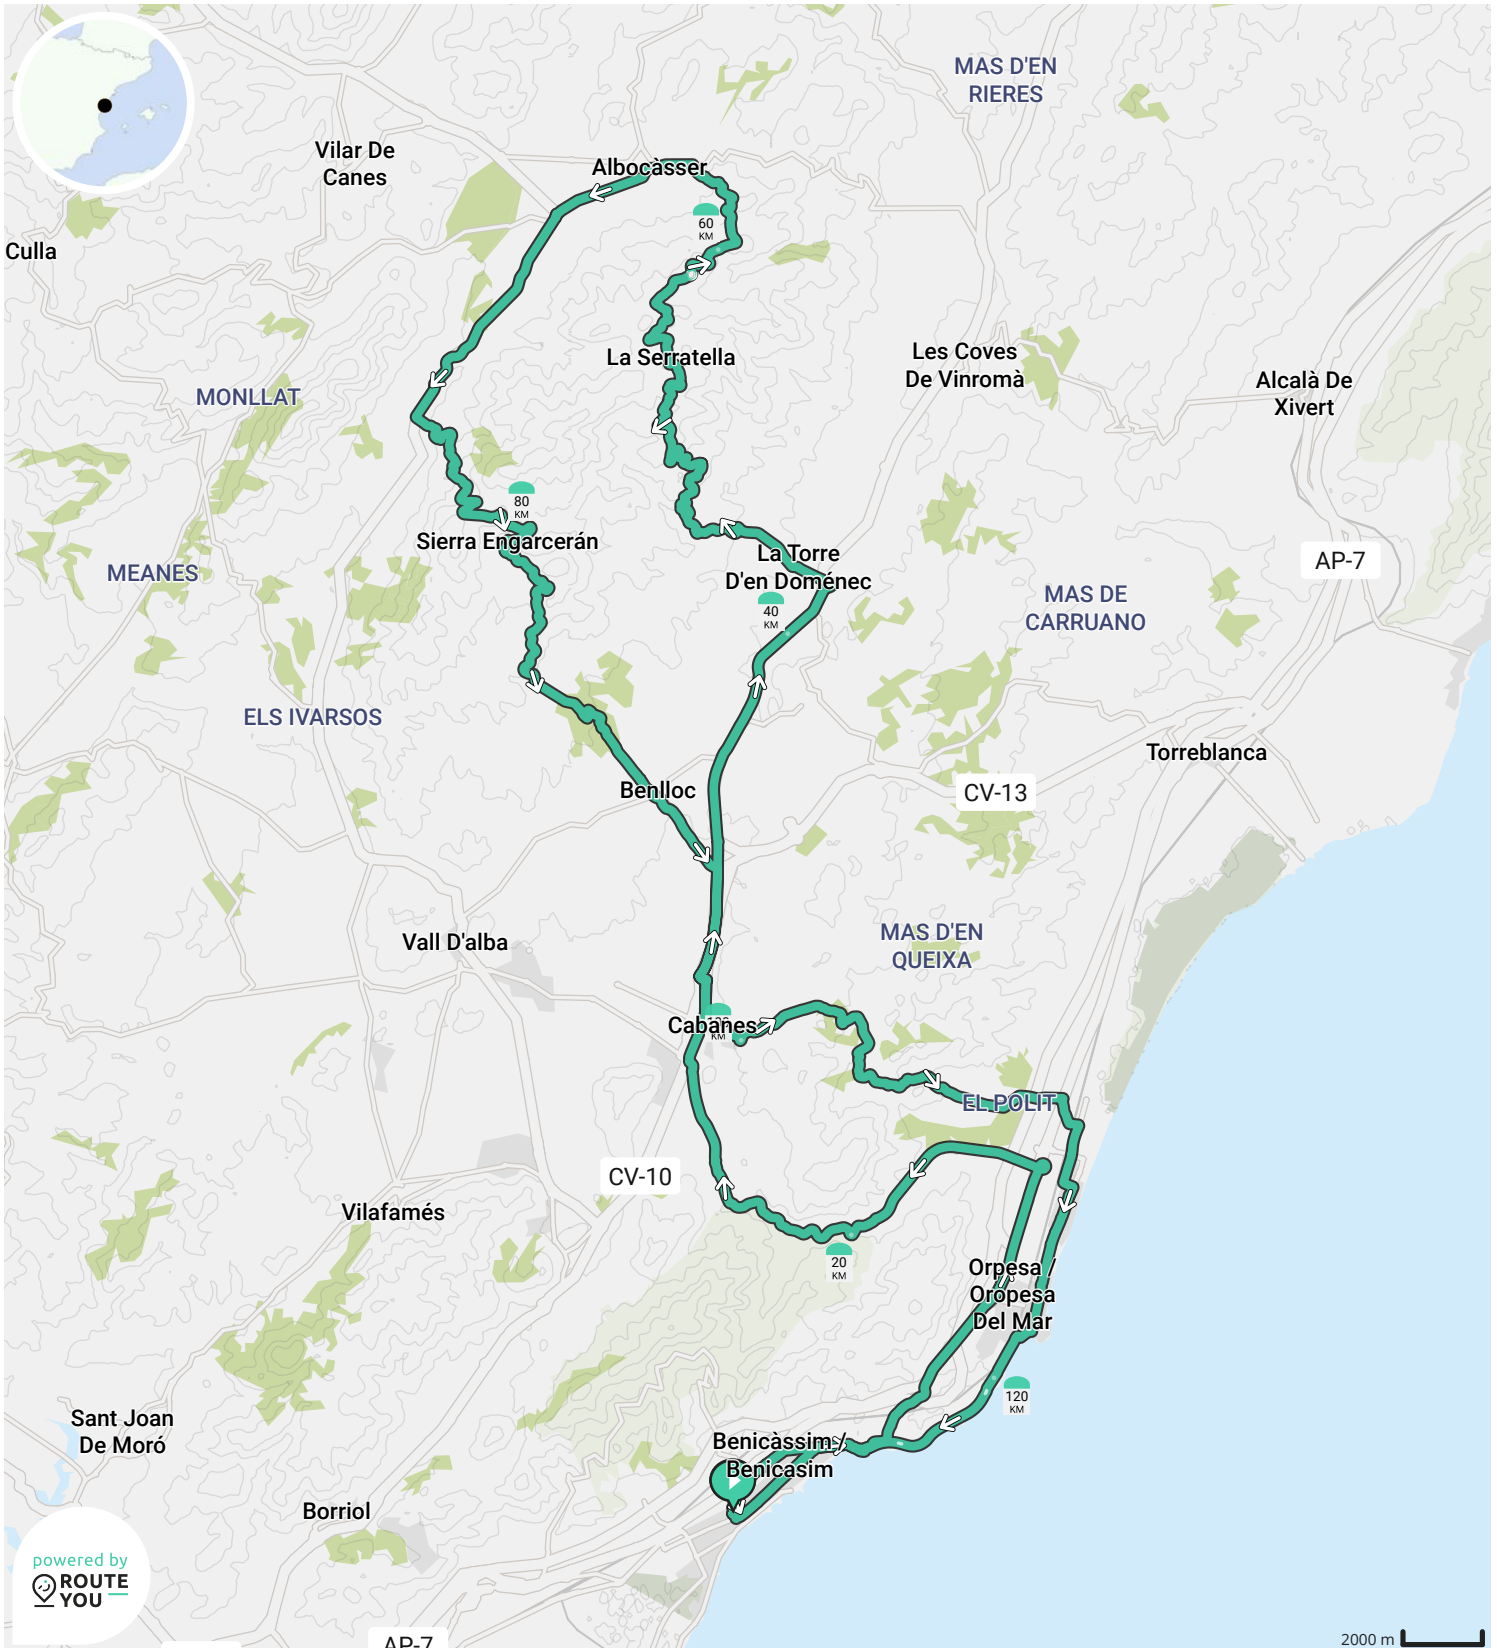 MAS D'EN
RIERES
Vilar De
Canes
Albocàsser
60
KM
Culla
La Serratella
Les Coves
De Vinromà
Alcalà De
Xivert
MONLLAT
80
KM
Sierra Engarcerán
La Torre
D'en Doménec
AP-7
MEANES
40
KM
MAS DE
CARRUANO
ELS IVARSOS
Torreblanca
Benlloc
CV-13
Vall D'alba
MAS D'EN
QUEIXA
Cabanes
KM
EL POLIT
CV-10
Vilafamés
20
KM
Orpesa /
Oropesa
Del Mar
120
KM
Sant Joan
De Moró
Benicàssim /
Benicasim
Borriol
powered by
ROUTE
YOU
AP-7
2000 m